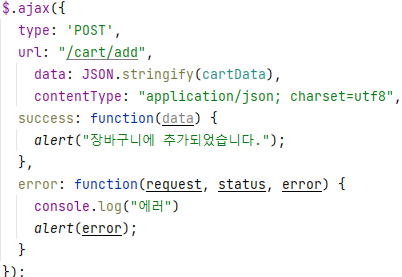 $.ajax({
  type: 'POST',
  url: "/cart/add",
    data: JSON.stringify(cartData),
    contentType: "application/json; charset=utf8",
  success: function(data) {
    alert("장바구니에 추가되었습니다.");
  },
  error: function(request, status, error) {
    console.log("에러")
    alert(error);
  }
});